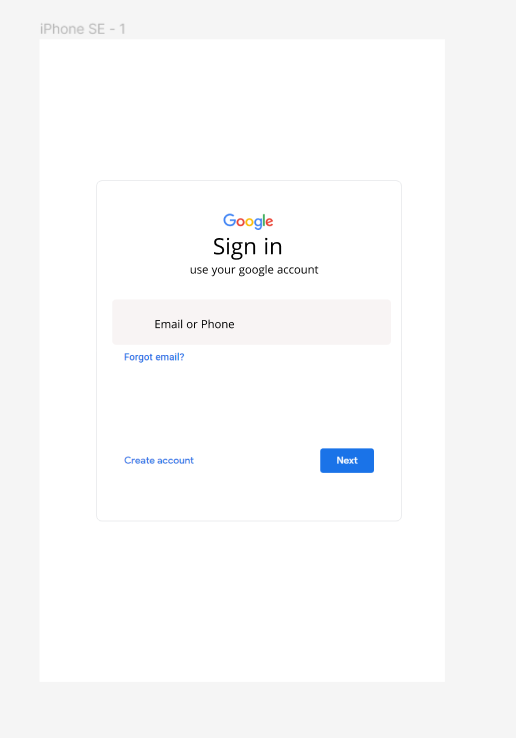 iPhone SE - 1
Google
Sign in
use your google account
Email or Phone
Forgot email?
Create account
Next